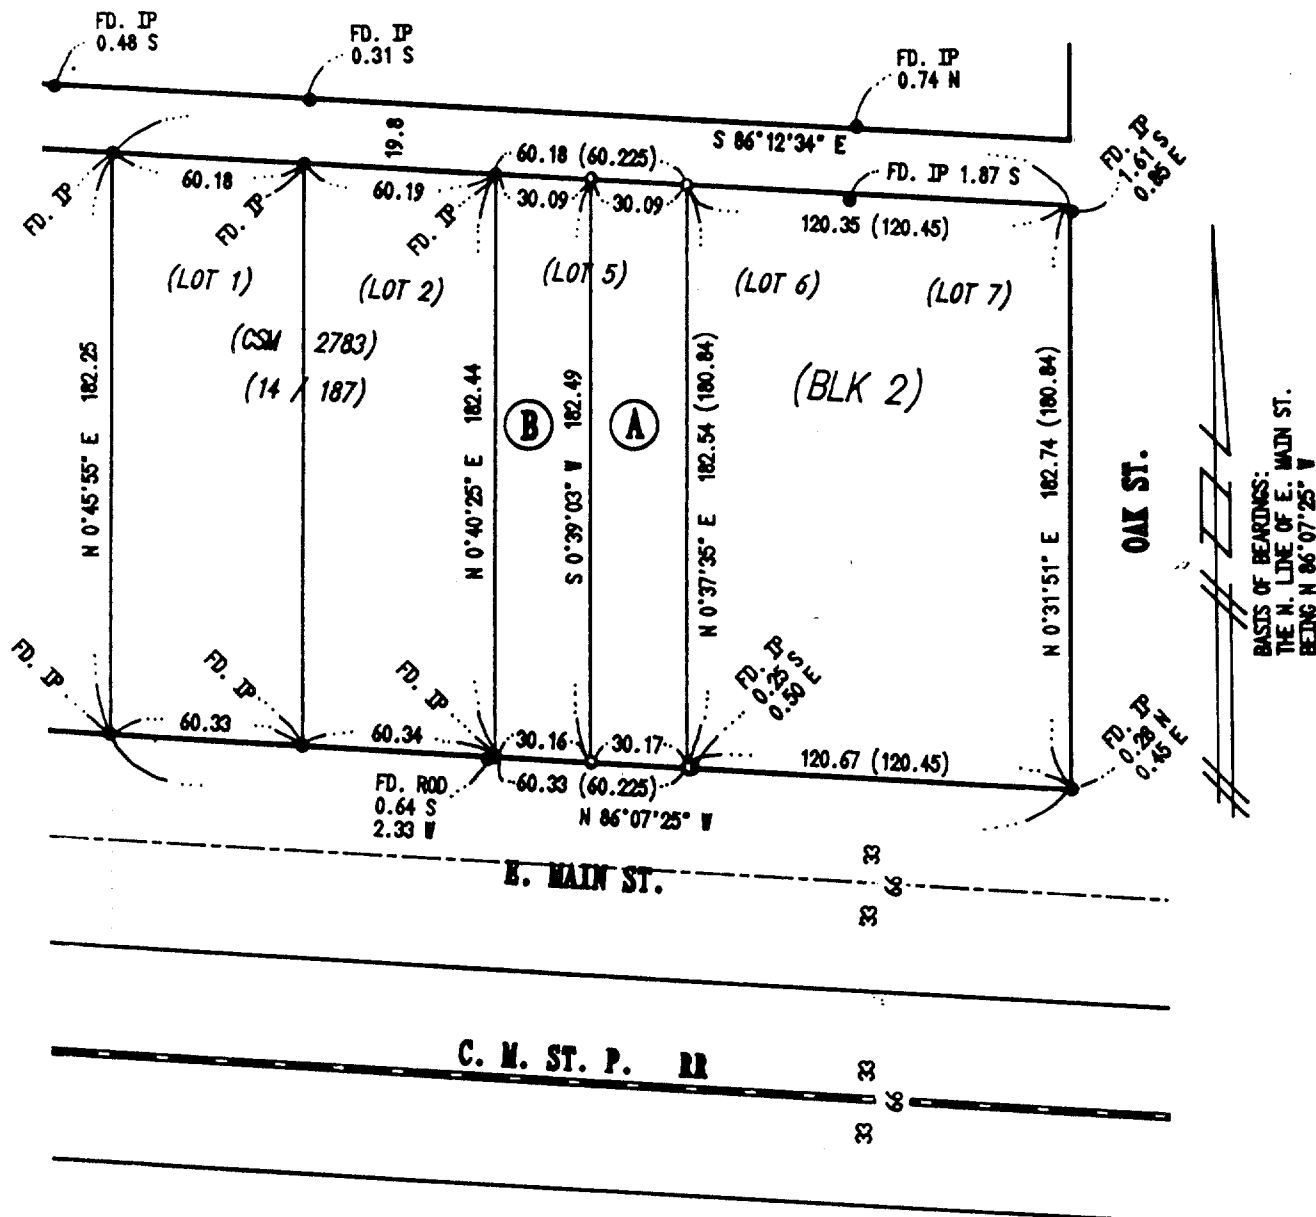 FD. IP
0.48 S
FD. IP
0.31 S
FD. IP
0.74 N
19.8
S 86°12'34" E
FD. IP
1.61 S
0.85 E
60.18 (60.225)
FD. IP 1.87 S
60.18
60.19
30.09
30.09
120.35 (120.45)
FD. IP
FD. IP
FD. IP
(LOT 1)
(LOT 2)
(LOT 5)
(LOT 6)
(LOT 7)
(CSM 2783)
(14 / 187)
(BLK 2)
N 0°45'55" E 182.25
N 0°40'25" E 182.44
B
S 0°39'03" W 182.49
A
N 0°37'35" E 182.54 (180.84)
N 0°31'51" E 182.74 (180.84)
OAK ST.
N
BASIS OF BEARINGS:
THE N. LINE OF E. MAIN ST.
BEING N 86°07'25" W
FD. IP
FD. IP
FD. IP
FD. IP
0.25 S
0.50 E
FD. IP
0.28 N
0.45 E
60.33
60.34
30.16
30.17
120.67 (120.45)
FD. ROD
0.64 S
2.33 W
60.33 (60.225)
N 86°07'25" W
E. MAIN ST.
33
66
33
C. M. ST. P. RR
33
66
33